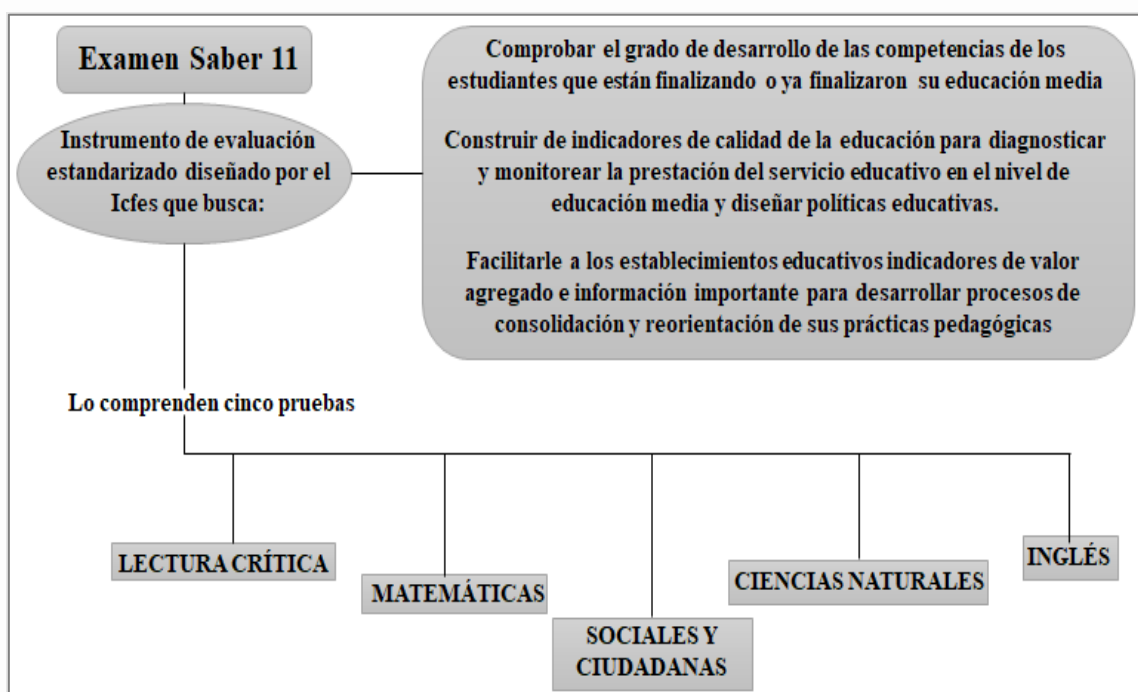 Examen Saber 11
Instrumento de evaluación
estandarizado diseñado por el
Icfes que busca:
Comprobar el grado de desarrollo de las competencias de los
estudiantes que están finalizando o ya finalizaron su educación media
Construir de indicadores de calidad de la educación para diagnosticar
y monitorear la prestación del servicio educativo en el nivel de
educación media y diseñar políticas educativas.
Facilitarle a los establecimientos educativos indicadores de valor
agregado e información importante para desarrollar procesos de
consolidación y reorientación de sus prácticas pedagógicas
Lo comprenden cinco pruebas
LECTURA CRÍTICA
MATEMÁTICAS
SOCIALES Y
CIUDADANAS
CIENCIAS NATURALES
INGLÉS